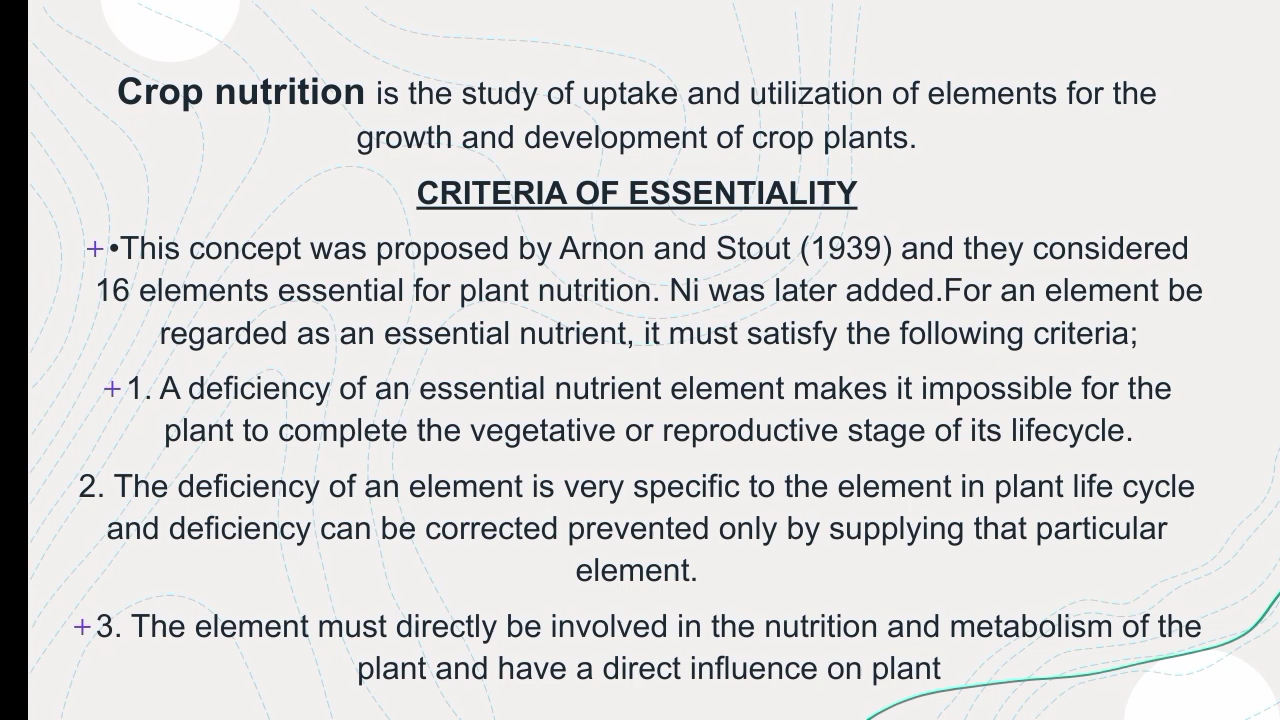 Crop nutrition is the study of uptake and utilization of elements for the
growth and development of crop plants.
CRITERIA OF ESSENTIALITY
+•This concept was proposed by Arnon and Stout (1939) and they considered
16 elements essential for plant nutrition. Ni was later added.For an element be
regarded as an essential nutrient, it must satisfy the following criteria;
+1. A deficiency of an essential nutrient element makes it impossible for the
plant to complete the vegetative or reproductive stage of its lifecycle.
2. The deficiency of an element is very specific to the element in plant life cycle
and deficiency can be corrected prevented only by supplying that particular
element.
+3. The element must directly be involved in the nutrition and metabolism of the
plant and have a direct influence on plant